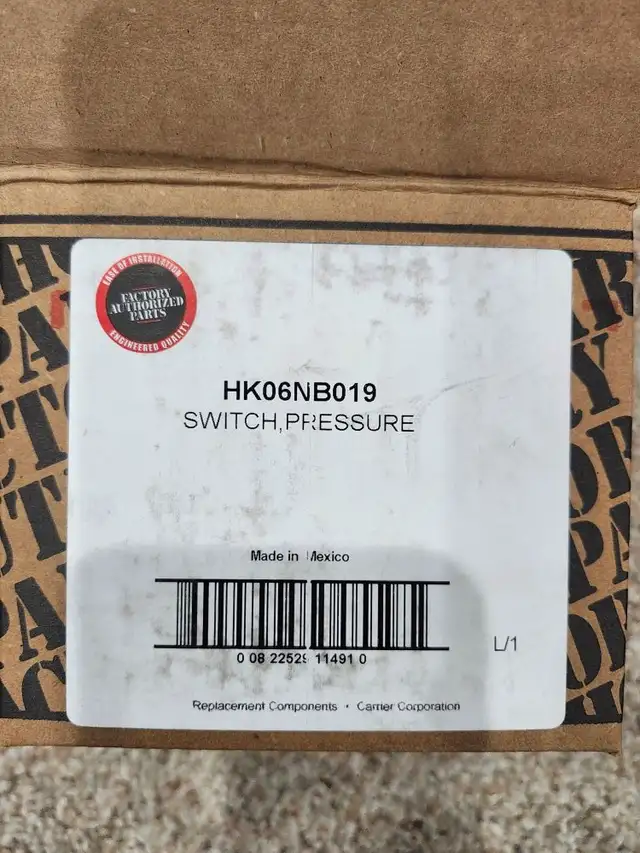 EASE OF INSTALLATION
FACTORY
AUTHORIZED
PARTS
ENGINEERED QUALITY
HK06NB019
SWITCH,PRESSURE
Made in Mexico
0 08 22529 11491 0
L/1
Replacement Components • Carrier Corporation